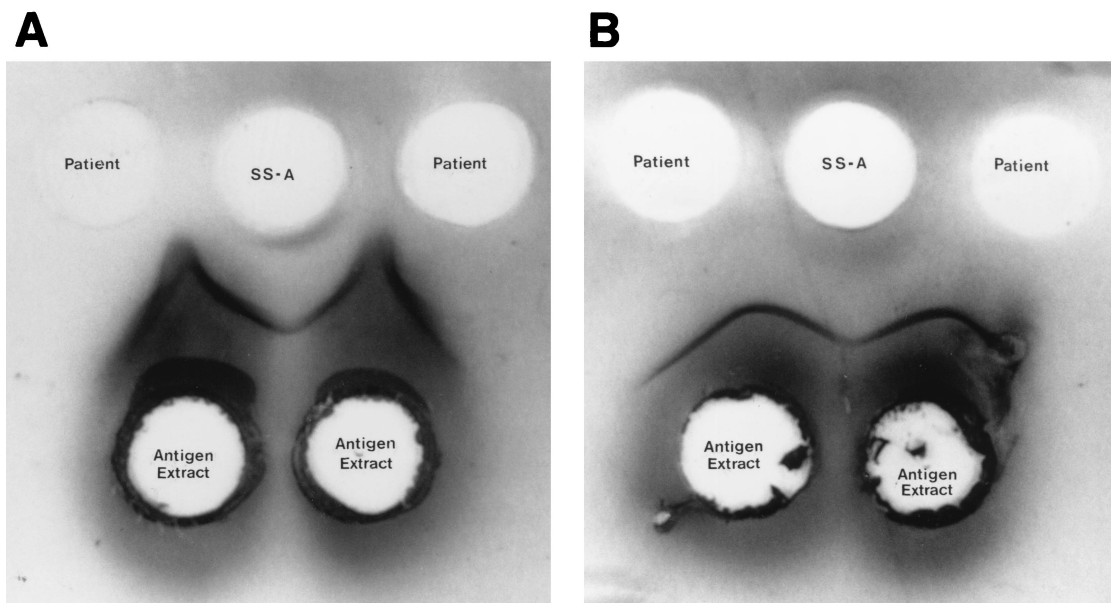 A
Patient
SS-A
Patient
Antigen
Extract
Antigen
Extract
B
Patient
SS-A
Patient
Antigen
Extract
Antigen
Extract